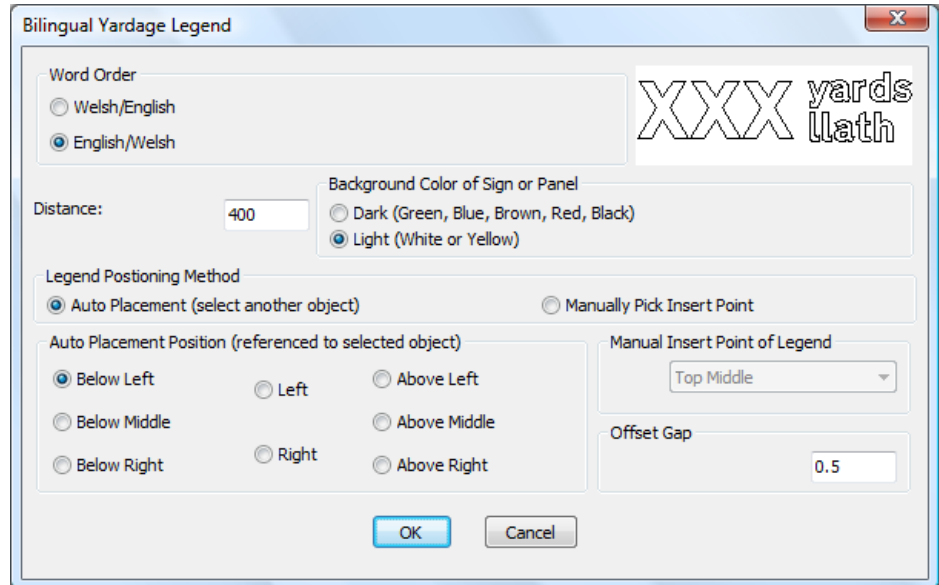 Bilingual Yardage Legend
Word Order
Welsh/English
English/Welsh
XXX yards
llath
Distance:
400
Background Color of Sign or Panel
Dark (Green, Blue, Brown, Red, Black)
Light (White or Yellow)
Legend Postioning Method
Auto Placement (select another object)
Manually Pick Insert Point
Auto Placement Position (referenced to selected object)
Below Left
Left
Above Left
Below Middle
Above Middle
Below Right
Right
Above Right
Manual Insert Point of Legend
Top Middle
Offset Gap
0.5
OK
Cancel